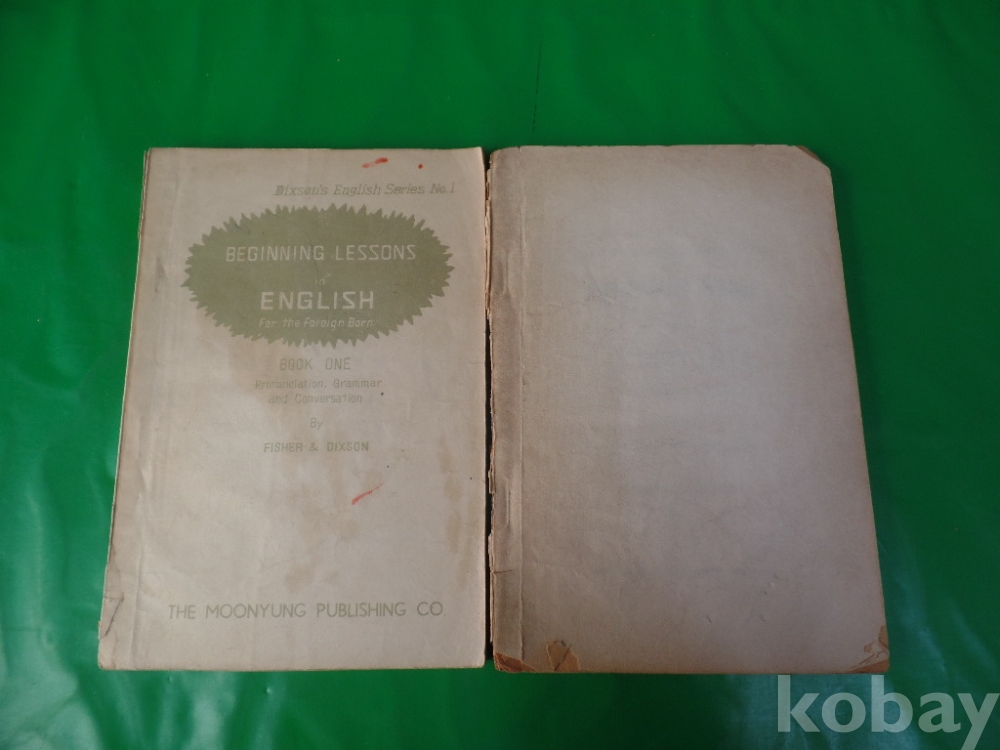 Dixson's English Series No.1
BEGINNING LESSONS
in
ENGLISH
For the Foreign Born
BOOK ONE
Pronunciation, Grammar
and Conversation
By
FISHER & DIXSON
THE MOONYUNG PUBLISHING CO.
kobay